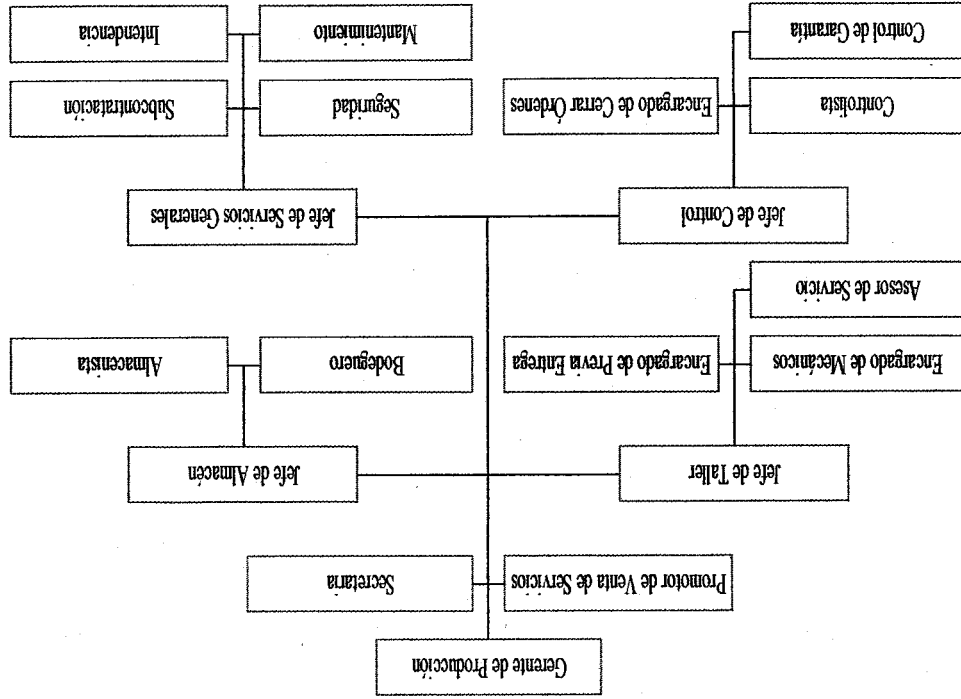 Gerente de Producción
Promotor de Venta de Servicios
Secretaria
Jefe de Taller
Jefe de Almacén
Encargado de Mecánicos
Encargado de Previa Entrega
Bodeguero
Almacenista
Asesor de Servicio
Jefe de Control
Jefe de Servicios Generales
Controlista
Encargado de Cerrar Órdenes
Seguridad
Subcontratación
Control de Garantía
Mantenimiento
Intendencia